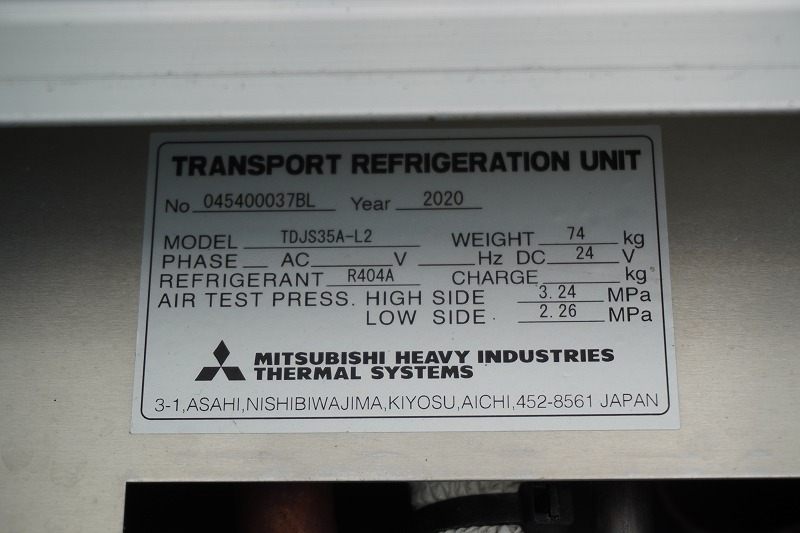 TRANSPORT REFRIGERATION UNIT
No 045400037BL Year 2020
MODEL TDJS35A-L2 WEIGHT 74 kg
PHASE AC V Hz DC 24 V
REFRIGERANT R404A CHARGE kg
AIR TEST PRESS. HIGH SIDE 3.24 MPa
LOW SIDE 2.26 MPa
MITSUBISHI HEAVY INDUSTRIES
THERMAL SYSTEMS
3-1,ASAHI,NISHIBIWAJIMA,KIYOSU,AICHI,452-8561 JAPAN